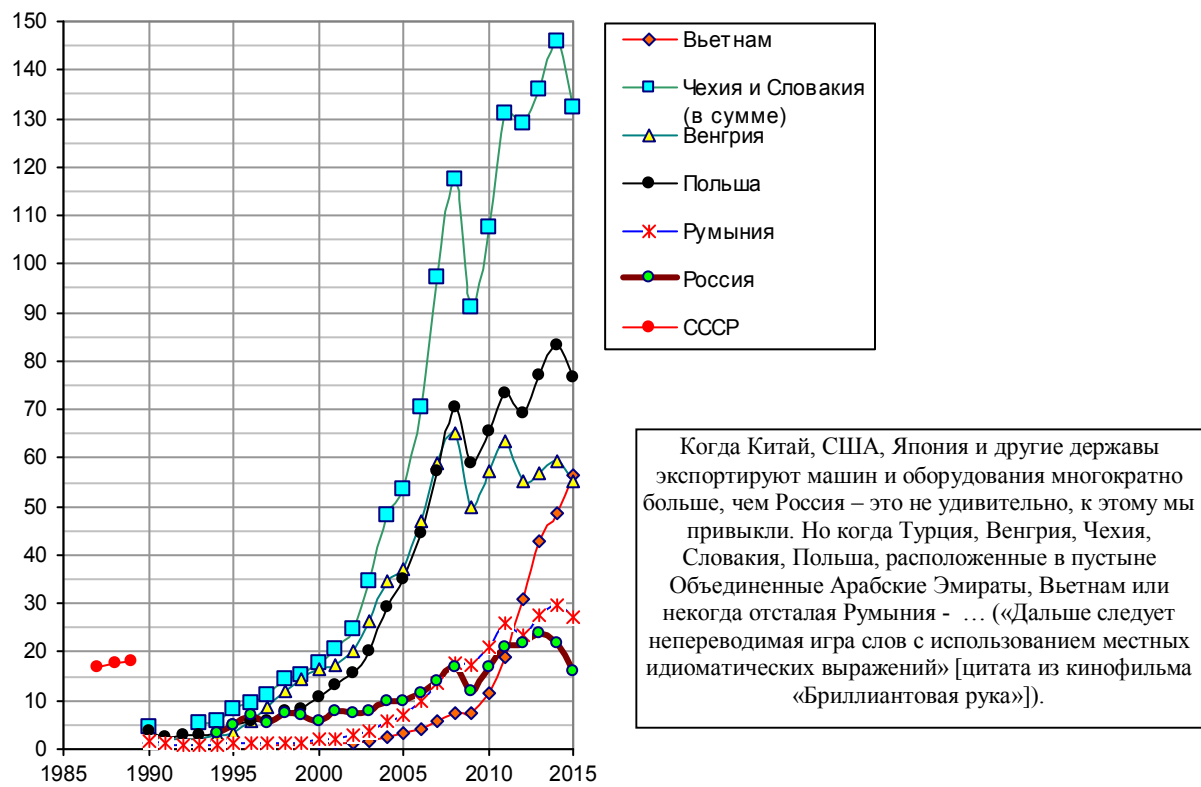 150
140
130
120
110
100
90
80
70
60
50
40
30
20
10
0
1985 1990 1995 2000 2005 2010 2015
Вьетнам
Чехия и Словакия
(в сумме)
Венгрия
Польша
Румыния
Россия
СССР
Когда Китай, США, Япония и другие державы
экспортируют машин и оборудования многократно
больше, чем Россия – это не удивительно, к этому мы
привыкли. Но когда Турция, Венгрия, Чехия,
Словакия, Польша, расположенные в пустыне
Объединенные Арабские Эмираты, Вьетнам или
некогда отсталая Румыния - … («Дальше следует
непереводимая игра слов с использованием местных
идиоматических выражений» [цитата из кинофильма
«Бриллиантовая рука»]).